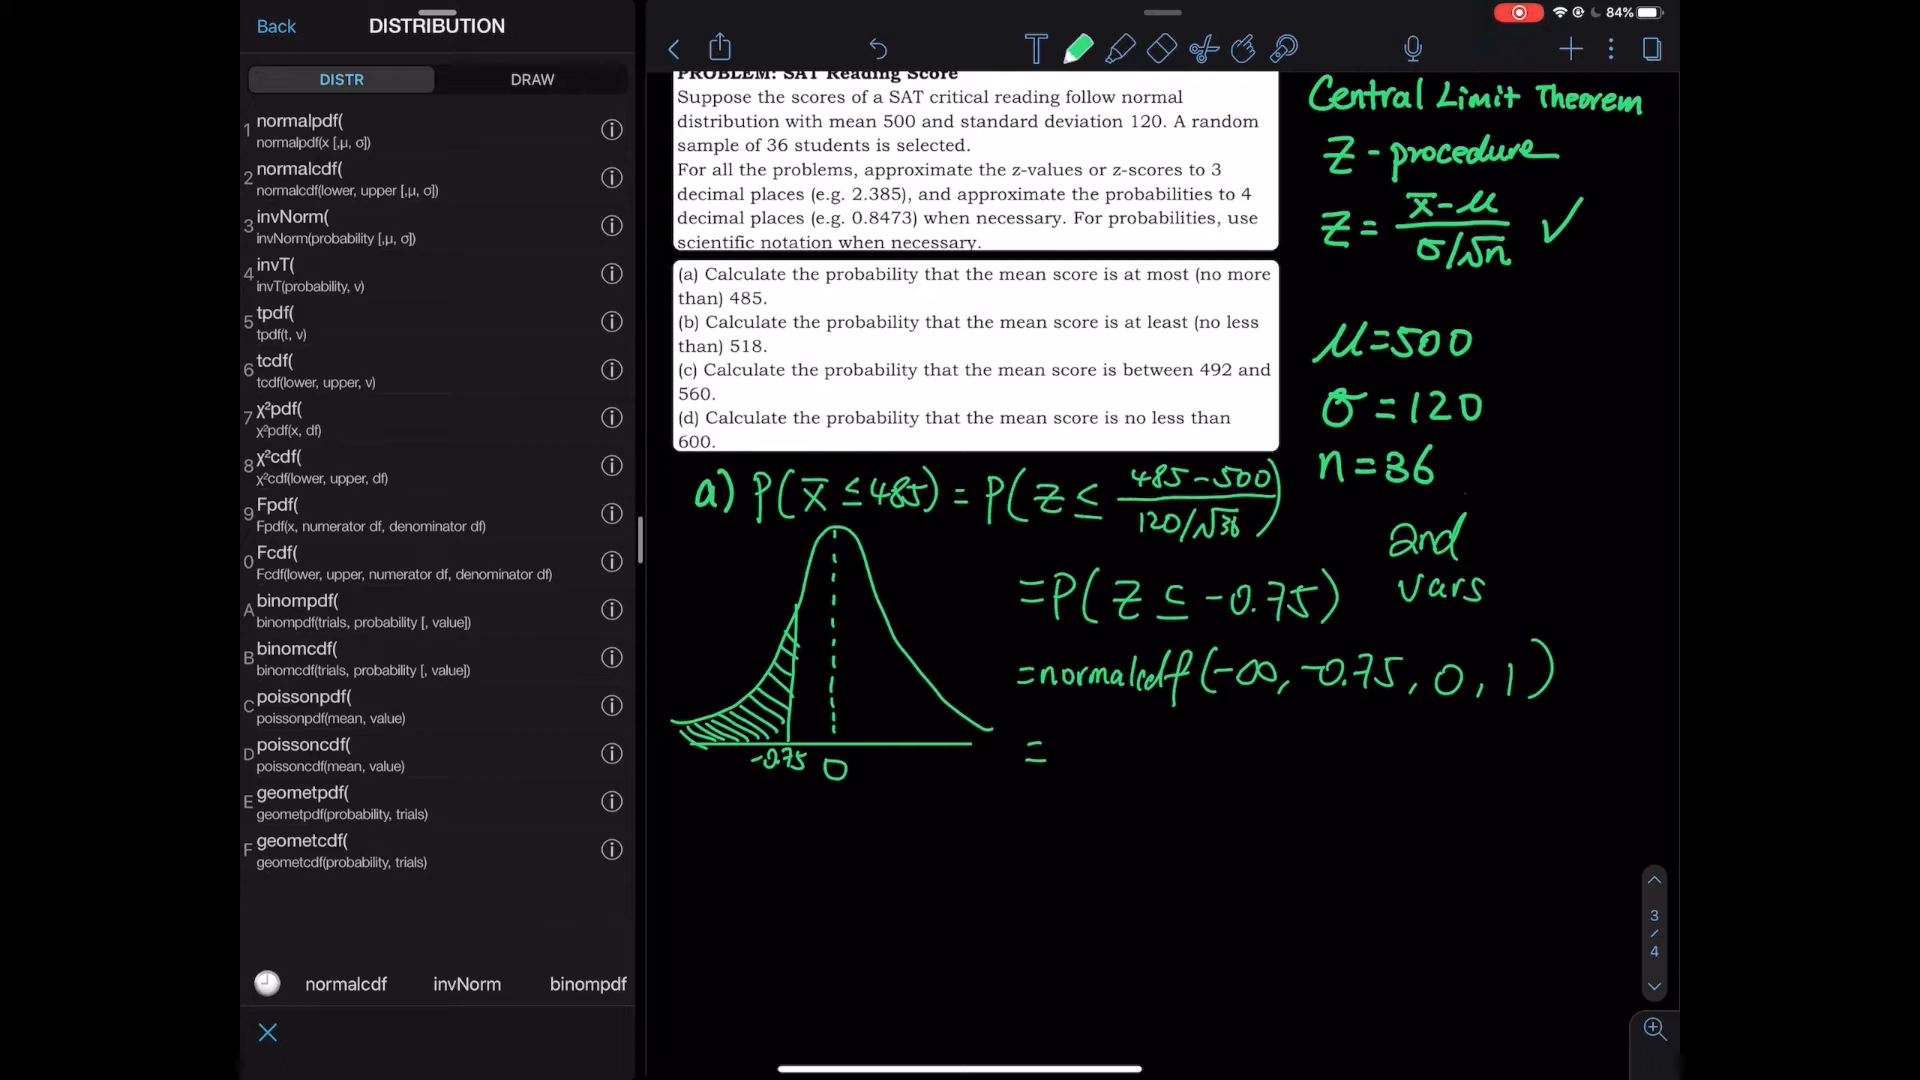 Back
DISTRIBUTION
DISTR
DRAW
1 normalpdf(
normalpdf(x [,μ, σ])
2 normalcdf(
normalcdf(lower, upper [,μ, σ])
3 invNorm(
invNorm(probability [,μ, σ])
4 invT(
invT(probability, v)
5 tpdf(
tpdf(t, v)
6 tcdf(
tcdf(lower, upper, v)
7 χ²pdf(
χ²pdf(x, df)
8 χ²cdf(
χ²cdf(lower, upper, df)
9 Fpdf(
Fpdf(x, numerator df, denominator df)
0 Fcdf(
Fcdf(lower, upper, numerator df, denominator df)
A binompdf(
binompdf(trials, probability [, value])
B binomcdf(
binomcdf(trials, probability [, value])
C poissonpdf(
poissonpdf(mean, value)
D poissoncdf(
poissoncdf(mean, value)
E geometpdf(
geometpdf(probability, trials)
F geometcdf(
geometcdf(probability, trials)
normalcdf invNorm binompdf
84%
PROBLEM: SAT Reading Score
Suppose the scores of a SAT critical reading follow normal
distribution with mean 500 and standard deviation 120. A random
sample of 36 students is selected.
For all the problems, approximate the z-values or z-scores to 3
decimal places (e.g. 2.385), and approximate the probabilities to 4
decimal places (e.g. 0.8473) when necessary. For probabilities, use
scientific notation when necessary.
(a) Calculate the probability that the mean score is at most (no more
than) 485.
(b) Calculate the probability that the mean score is at least (no less
than) 518.
(c) Calculate the probability that the mean score is between 492 and
560.
(d) Calculate the probability that the mean score is no less than
600.
Central Limit Theorem
Z-procedure
Z = (x̄-μ)/(σ/√n) ✓
μ=500
σ=120
n=36
2nd
vars
a) P(x̄ ≤ 485) = P(Z ≤ (485-500)/(120/√36))
= P(Z ≤ -0.75)
= normalcdf(-∞, -0.75, 0, 1)
=
-0.75 0
3
/
4